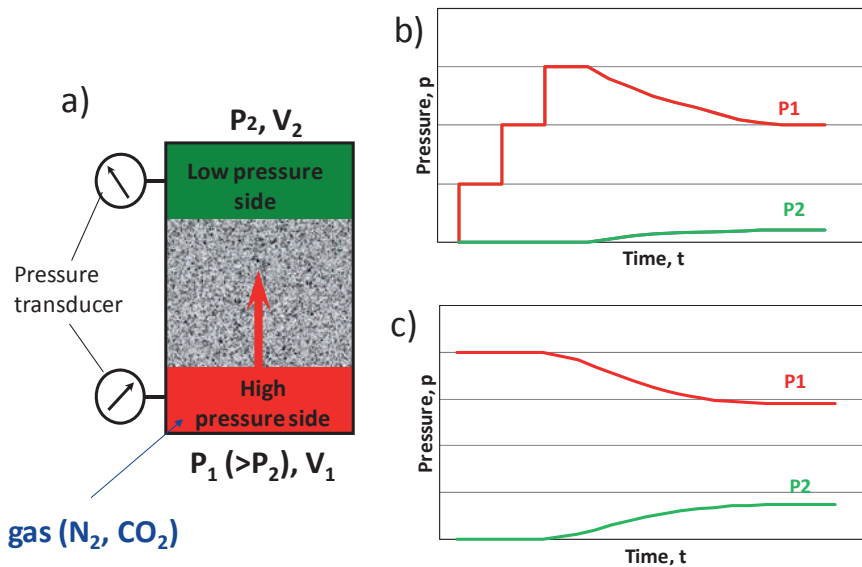 a)
P₂, V₂
Low pressure
side
Pressure
transducer
High
pressure side
P₁ (>P₂), V₁
gas (N₂, CO₂)
b)
Pressure, p
P1
P2
Time, t
c)
Pressure, p
P1
P2
Time, t